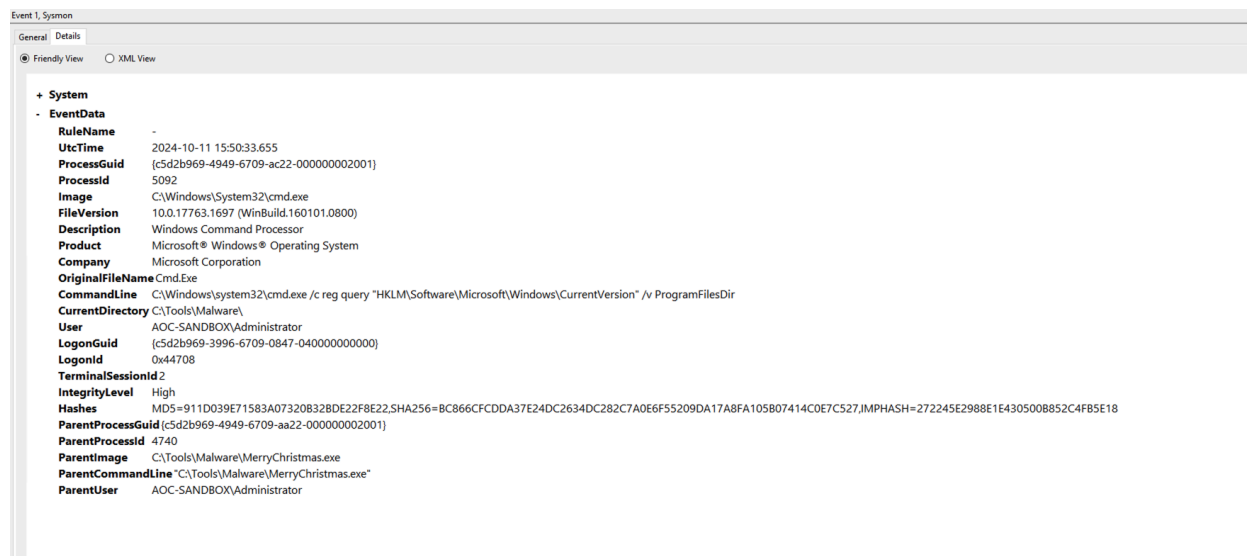 Event 1, Sysmon
General Details
Friendly View XML View
+ System
- EventData
RuleName -
UtcTime 2024-10-11 15:50:33.655
ProcessGuid {c5d2b969-4949-6709-ac22-000000002001}
ProcessId 5092
Image C:\Windows\System32\cmd.exe
FileVersion 10.0.17763.1697 (WinBuild.160101.0800)
Description Windows Command Processor
Product Microsoft® Windows® Operating System
Company Microsoft Corporation
OriginalFileName Cmd.Exe
CommandLine C:\Windows\system32\cmd.exe /c reg query "HKLM\Software\Microsoft\Windows\CurrentVersion" /v ProgramFilesDir
CurrentDirectory C:\Tools\Malware\
User AOC-SANDBOX\Administrator
LogonGuid {c5d2b969-3996-6709-0847-040000000000}
LogonId 0x44708
TerminalSessionId 2
IntegrityLevel High
Hashes MD5=911D039E71583A07320B32BDE22F8E22,SHA256=BC866CFCDDA37E24DC2634DC282C7A0E6F55209DA17A8FA105B07414C0E7C527,IMPHASH=272245E2988E1E430500B852C4FB5E18
ParentProcessGuid {c5d2b969-4949-6709-aa22-000000002001}
ParentProcessId 4740
ParentImage C:\Tools\Malware\MerryChristmas.exe
ParentCommandLine "C:\Tools\Malware\MerryChristmas.exe"
ParentUser AOC-SANDBOX\Administrator